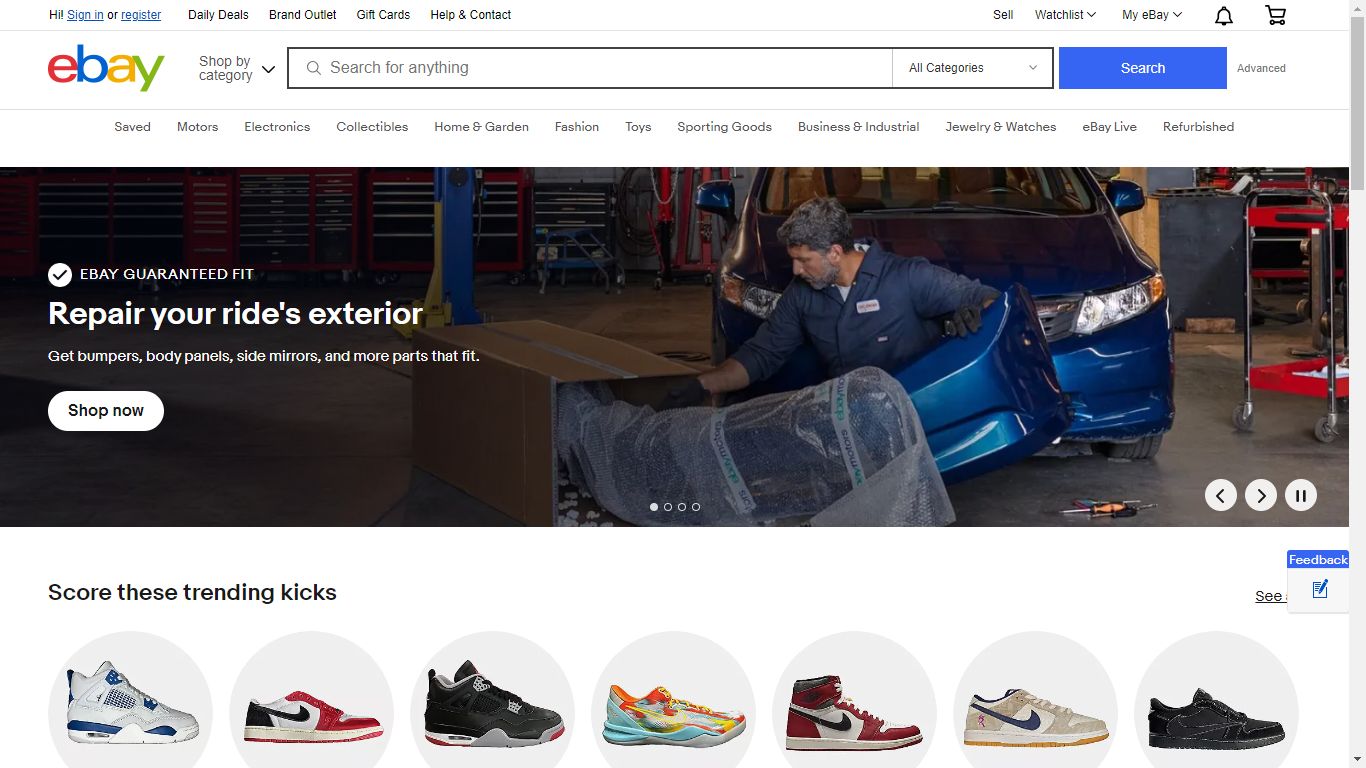 Hi! Sign in or register
Daily Deals
Brand Outlet
Gift Cards
Help & Contact
Sell
Watchlist
My eBay
ebay
Shop by
category
Search for anything
All Categories
Search
Advanced
Saved
Motors
Electronics
Collectibles
Home & Garden
Fashion
Toys
Sporting Goods
Business & Industrial
Jewelry & Watches
eBay Live
Refurbished
EBAY GUARANTEED FIT
Repair your ride's exterior
Get bumpers, body panels, side mirrors, and more parts that fit.
Shop now
ebaymotors
ebaymotors
Feedback
Score these trending kicks
See